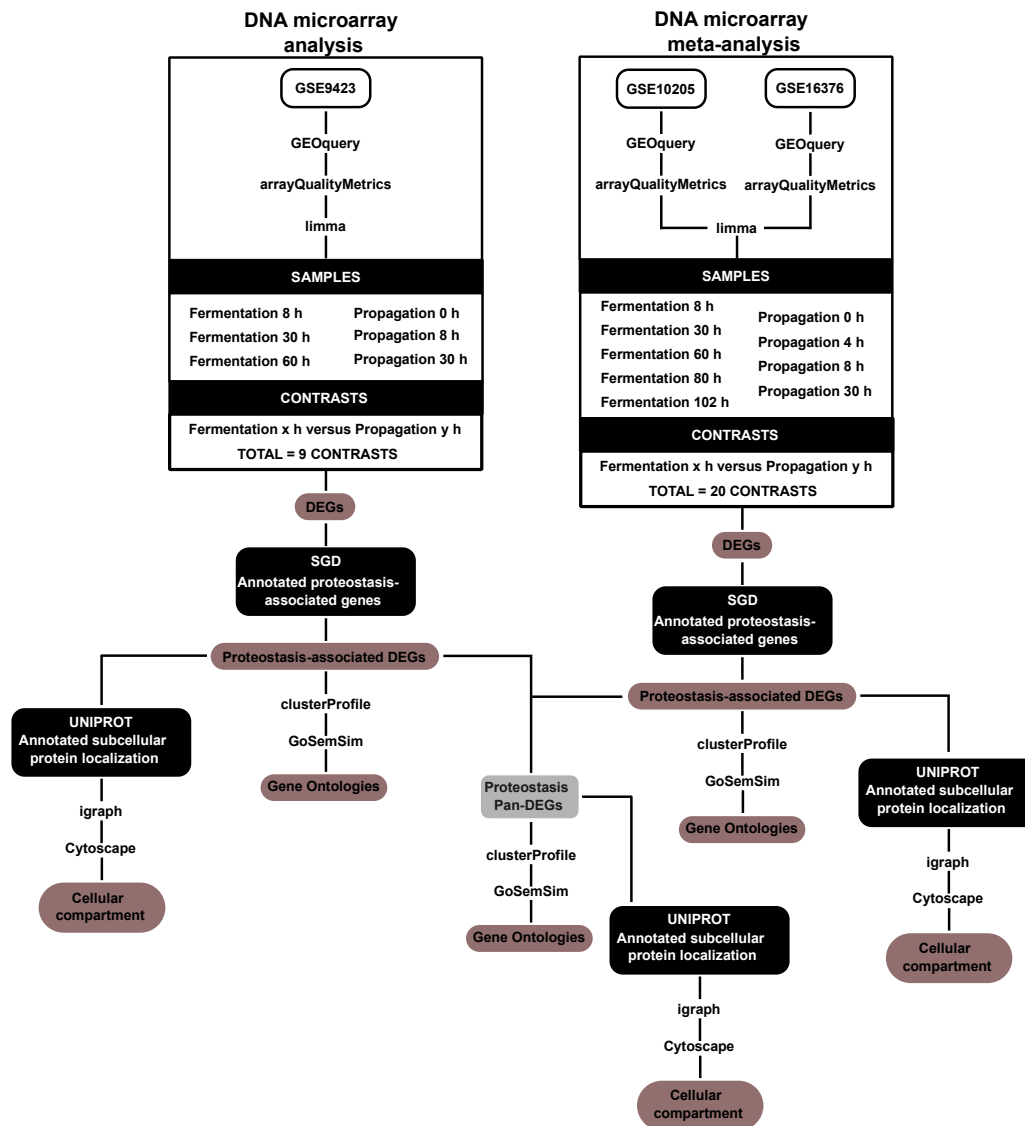 DNA microarray
analysis
GSE9423
GEOquery
arrayQualityMetrics
limma
SAMPLES
Fermentation 8 h
Fermentation 30 h
Fermentation 60 h
Propagation 0 h
Propagation 8 h
Propagation 30 h
CONTRASTS
Fermentation x h versus Propagation y h
TOTAL = 9 CONTRASTS
DEGs
SGD
Annotated proteostasis-
associated genes
Proteostasis-associated DEGs
UNIPROT
Annotated subcellular
protein localization
igraph
Cytoscape
Cellular
compartment
clusterProfile
GoSemSim
Gene Ontologies
DNA microarray
meta-analysis
GSE10205
GSE16376
GEOquery
GEOquery
arrayQualityMetrics
arrayQualityMetrics
limma
SAMPLES
Fermentation 8 h
Fermentation 30 h
Fermentation 60 h
Fermentation 80 h
Fermentation 102 h
Propagation 0 h
Propagation 4 h
Propagation 8 h
Propagation 30 h
CONTRASTS
Fermentation x h versus Propagation y h
TOTAL = 20 CONTRASTS
DEGs
SGD
Annotated proteostasis-
associated genes
Proteostasis-associated DEGs
clusterProfile
GoSemSim
Gene Ontologies
UNIPROT
Annotated subcellular
protein localization
igraph
Cytoscape
Cellular
compartment
Proteostasis
Pan-DEGs
clusterProfile
GoSemSim
Gene Ontologies
UNIPROT
Annotated subcellular
protein localization
igraph
Cytoscape
Cellular
compartment